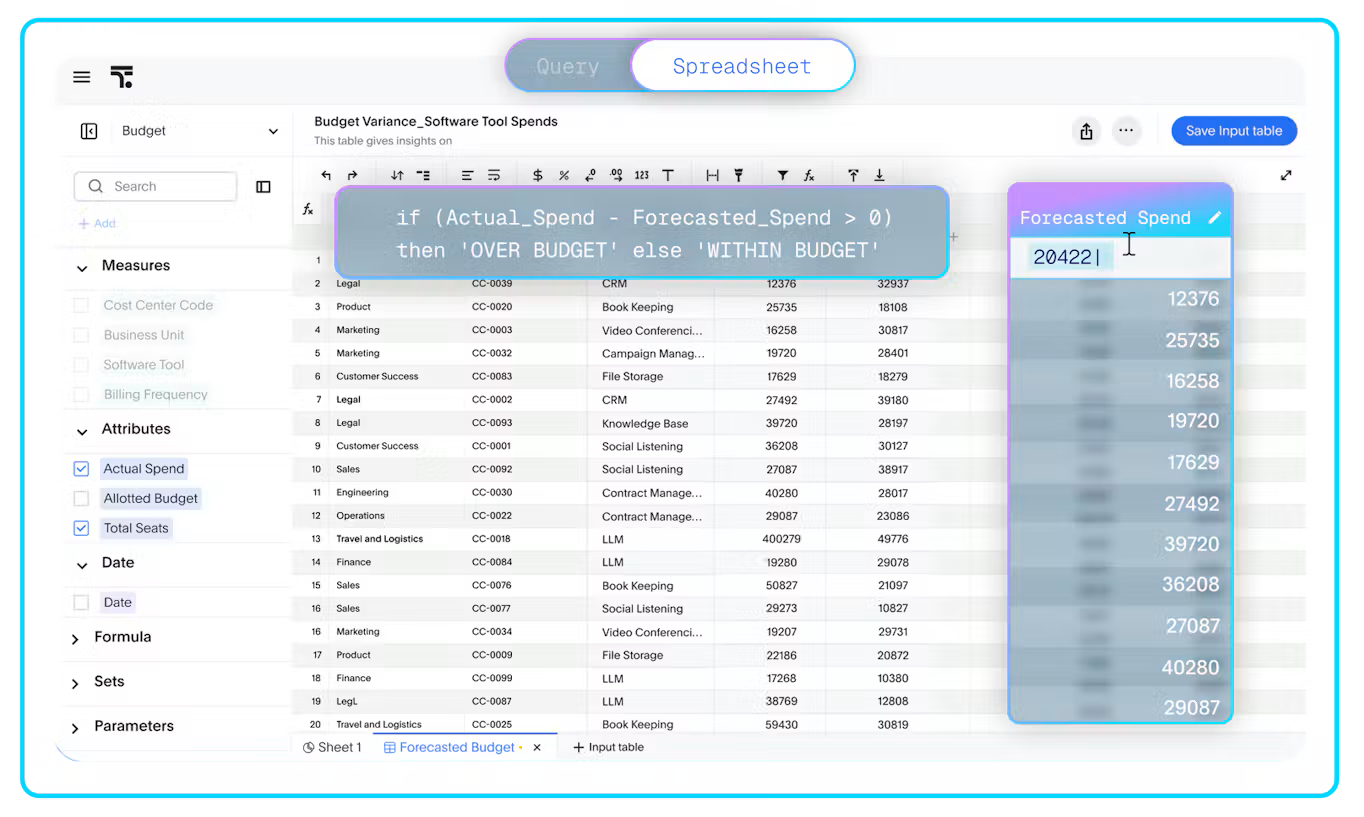 Query Spreadsheet
Budget
Budget Variance_Software Tool Spends
This table gives insights on
Save Input table
Search
Add
Measures
Cost Center Code
Business Unit
Software Tool
Billing Frequency
Attributes
Actual Spend
Allotted Budget
Total Seats
Date
Date
Formula
Sets
Parameters
$ % .0 .00 123 T
fx
fx
if (Actual_Spend - Forecasted_Spend > 0)
then 'OVER BUDGET' else 'WITHIN BUDGET'
1
2 Legal CC-0039 CRM 12376 32937
3 Product CC-0020 Book Keeping 25735 18108
4 Marketing CC-0003 Video Conferenci... 16258 30817
5 Marketing CC-0032 Campaign Manag... 19720 28401
6 Customer Success CC-0083 File Storage 17629 18279
7 Legal CC-0002 CRM 27492 39180
8 Legal CC-0093 Knowledge Base 39720 28197
9 Customer Success CC-0001 Social Listening 36208 30127
10 Sales CC-0092 Social Listening 27087 38917
11 Engineering CC-0030 Contract Manage... 40280 28017
12 Operations CC-0022 Contract Manage... 29087 23086
13 Travel and Logistics CC-0018 LLM 400279 49776
14 Finance CC-0084 LLM 19280 29078
15 Sales CC-0076 Book Keeping 50827 21097
16 Sales CC-0077 Social Listening 29273 10827
16 Marketing CC-0034 Video Conferenci... 19207 29731
17 Product CC-0009 File Storage 22186 20872
18 Finance CC-0099 LLM 17268 10380
19 LegL CC-0087 LLM 38769 12808
20 Travel and Logistics CC-0025 Book Keeping 59430 30819
Forecasted Spend
20422
12376
25735
16258
19720
17629
27492
39720
36208
27087
40280
29087
Sheet 1 Forecasted Budget Input table